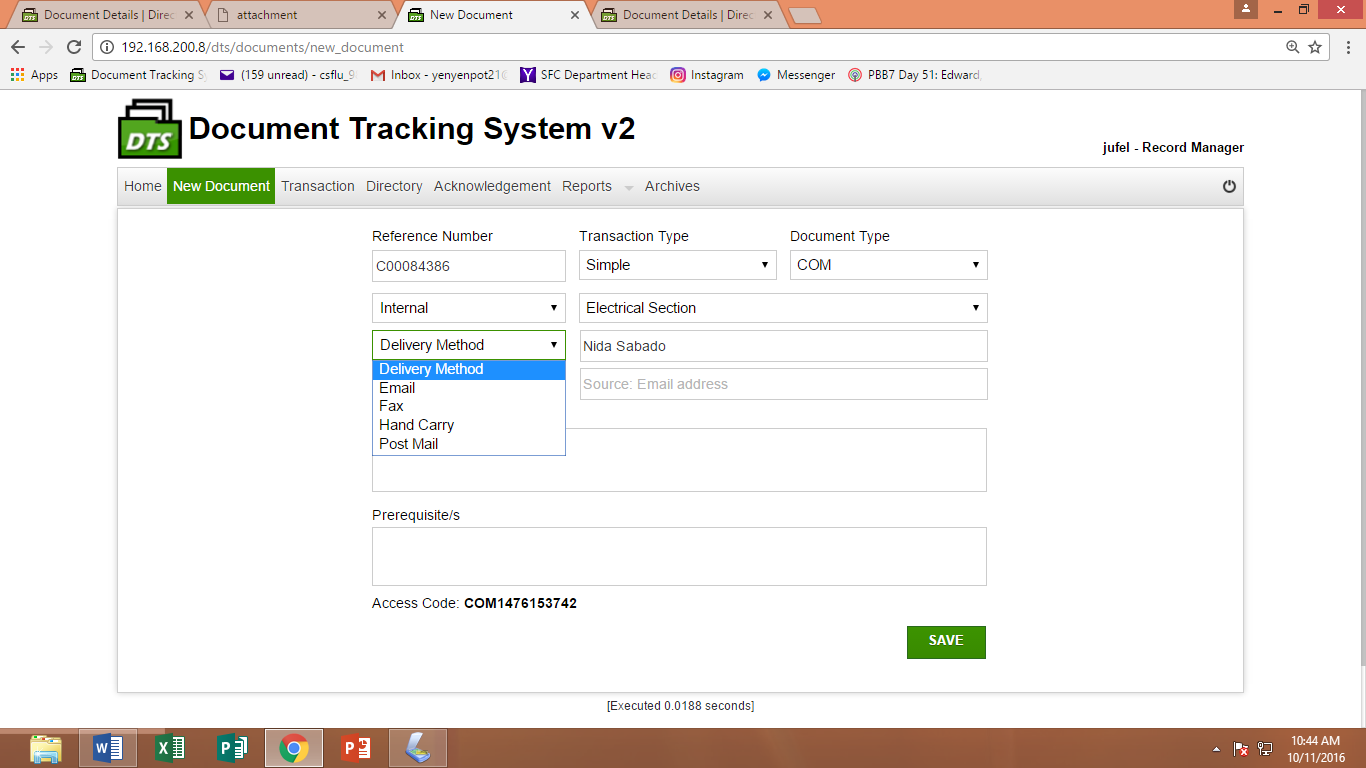 Document Details | Direc
attachment
New Document
Document Details | Direc
192.168.200.8/dts/documents/new_document
Apps
Document Tracking S
(159 unread) - csflu_9
Inbox - yenyenpot21
SFC Department Hea
Instagram
Messenger
PBB7 Day 51: Edward,
DTS
Document Tracking System v2
jufel - Record Manager
Home New Document Transaction Directory Acknowledgement Reports Archives
Reference Number Transaction Type Document Type
C00084386 Simple COM
Internal Electrical Section
Delivery Method Nida Sabado
Delivery Method
Email Source: Email address
Fax
Hand Carry
Post Mail
Prerequisite/s
Access Code: COM1476153742
SAVE
[Executed 0.0188 seconds]
10:44 AM
10/11/2016